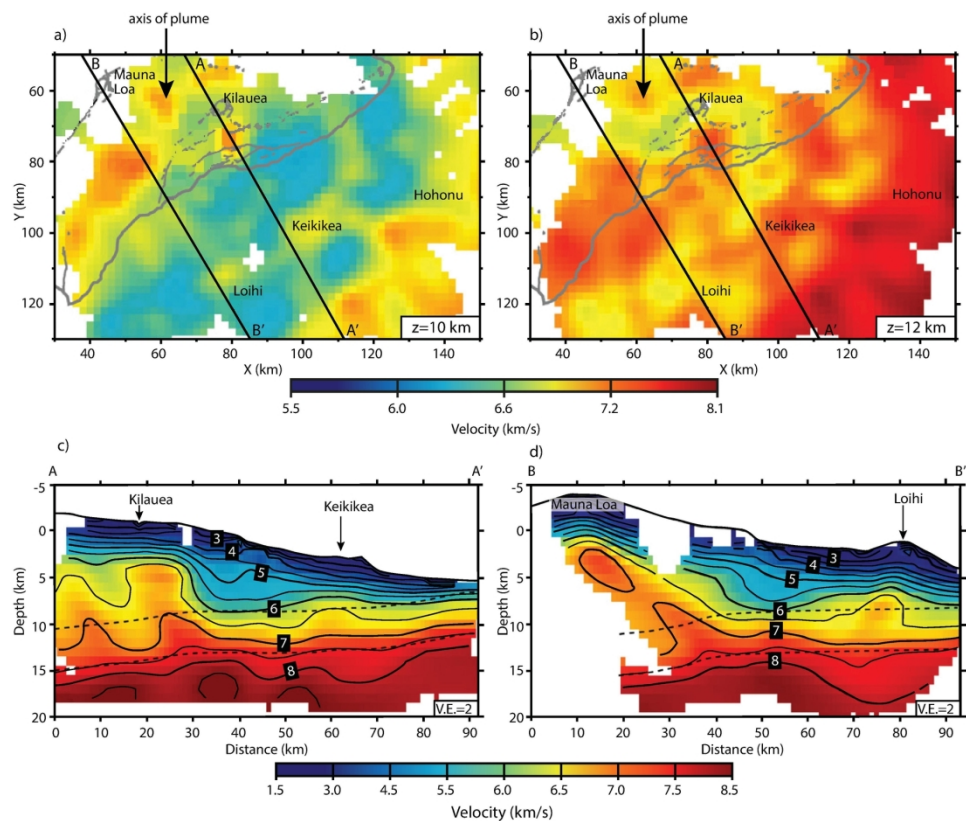 axis of plume
axis of plume
a)
b)
B
A
B
A
Mauna
Loa
Kilauea
Mauna
Loa
Kilauea
60
80
100
120
Y (km)
60
80
100
120
Y (km)
Hohonu
Hohonu
Keikikea
Keikikea
Loihi
Loihi
B'
A'
z=10 km
B'
A'
z=12 km
40 60 80 100 120 140
40 60 80 100 120 140
X (km)
X (km)
5.5 6.0 6.6 7.2 8.1
Velocity (km/s)
c)
d)
A
A'
B
B'
Kilauea
Keikikea
Mauna Loa
Loihi
-5
0
5
10
15
20
Depth (km)
3
4
5
6
7
8
V.E.=2
-5
0
5
10
15
20
Depth (km)
3
4
5
6
7
8
V.E.=2
0 10 20 30 40 50 60 70 80 90
0 10 20 30 40 50 60 70 80 90
Distance (km)
Distance (km)
1.5 3.0 4.5 5.5 6.0 6.5 7.0 7.5 8.5
Velocity (km/s)